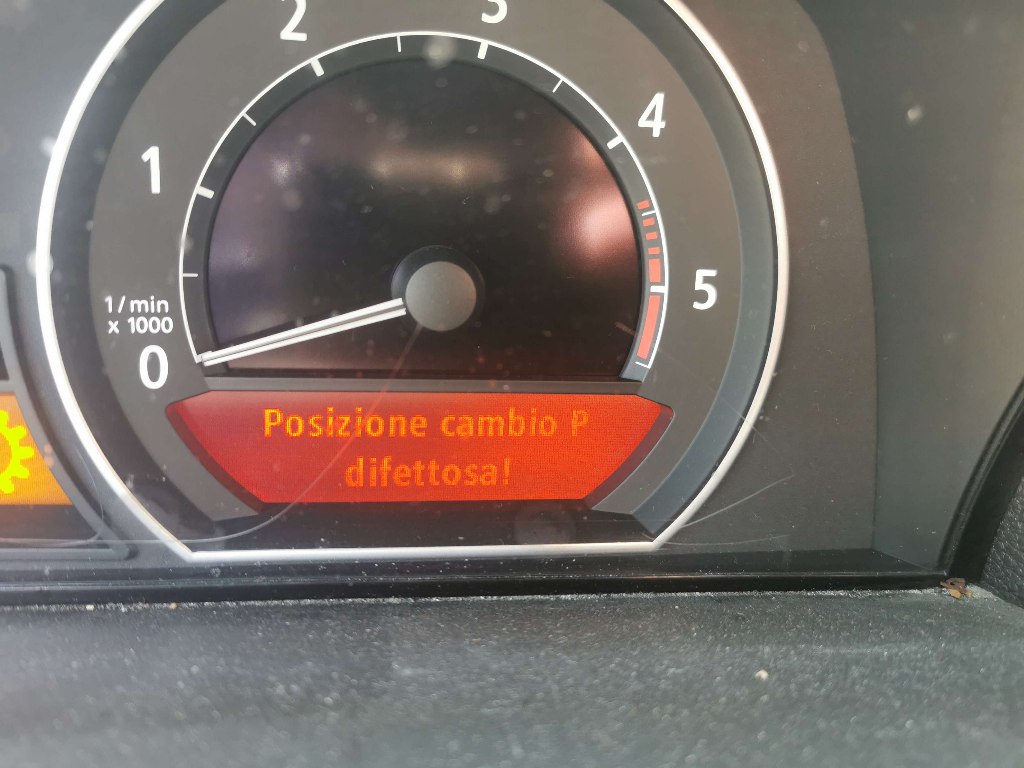 2
3
4
1
5
1/min
x 1000
0
Posizione cambio P
difettosa!